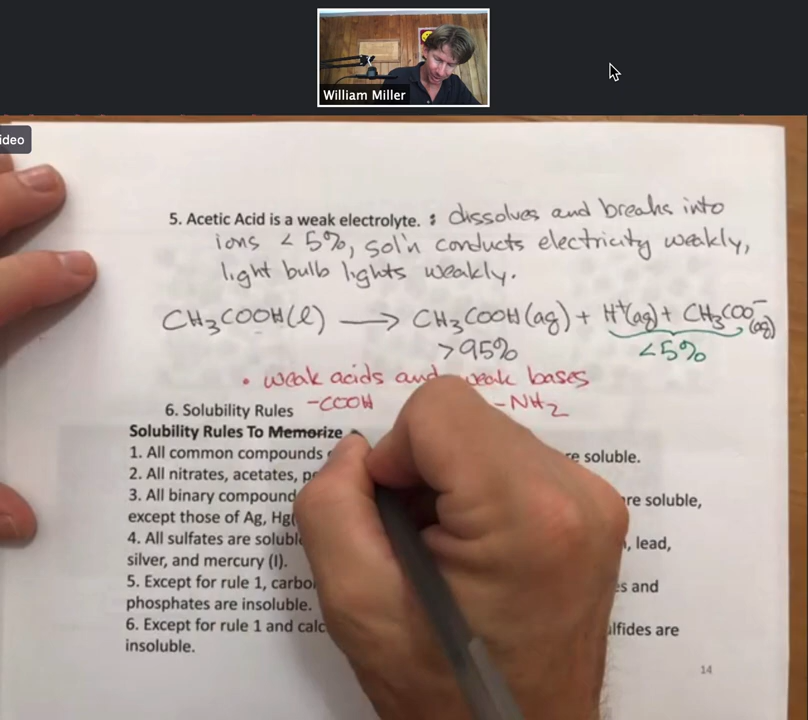 William Miller
ideo
5. Acetic Acid is a weak electrolyte. : dissolves and breaks into
ions < 5%, sol'n conducts electricity weakly,
light bulb lights weakly.
CH₃COOH(l) ⟶ CH₃COOH(aq) + H⁺(aq) + CH₃COO⁻(aq)
>95% <5%
• weak acids and weak bases
-COOH -NH₂
6. Solubility Rules
Solubility Rules To Memorize
1. All common compounds re soluble.
2. All nitrates, acetates,
3. All binary compound re soluble,
except those of Ag, Hg(
4. All sulfates are soluble , lead,
silver, and mercury (I).
5. Except for rule 1, carbo es and
phosphates are insoluble.
6. Except for rule 1 and calc lfides are
insoluble.
14